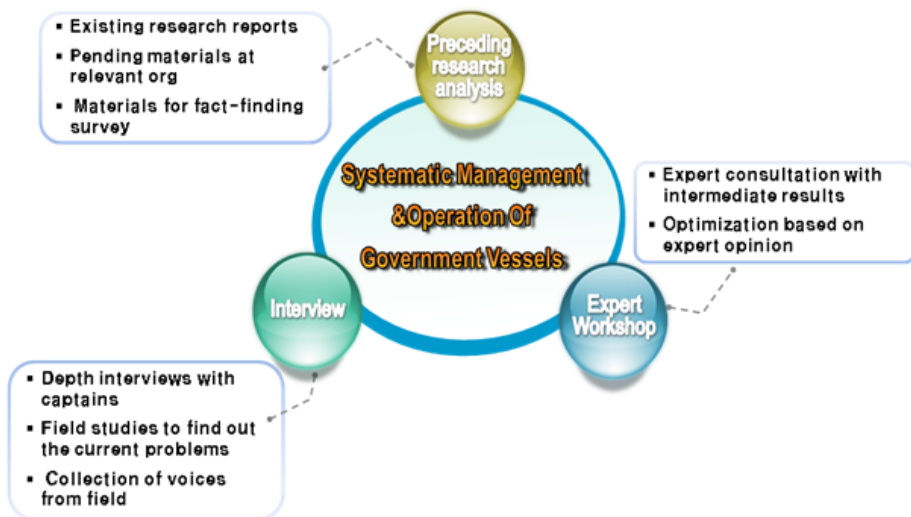 ▪ Existing research reports
▪ Pending materials at
relevant org
▪ Materials for fact-finding
survey
Preceding
research
analysis
Systematic Management
&Operation Of
Government Vessels
▪ Expert consultation with
intermediate results
▪ Optimization based on
expert opinion
Interview
Expert
Workshop
▪ Depth interviews with
captains
▪ Field studies to find out
the current problems
▪ Collection of voices
from field